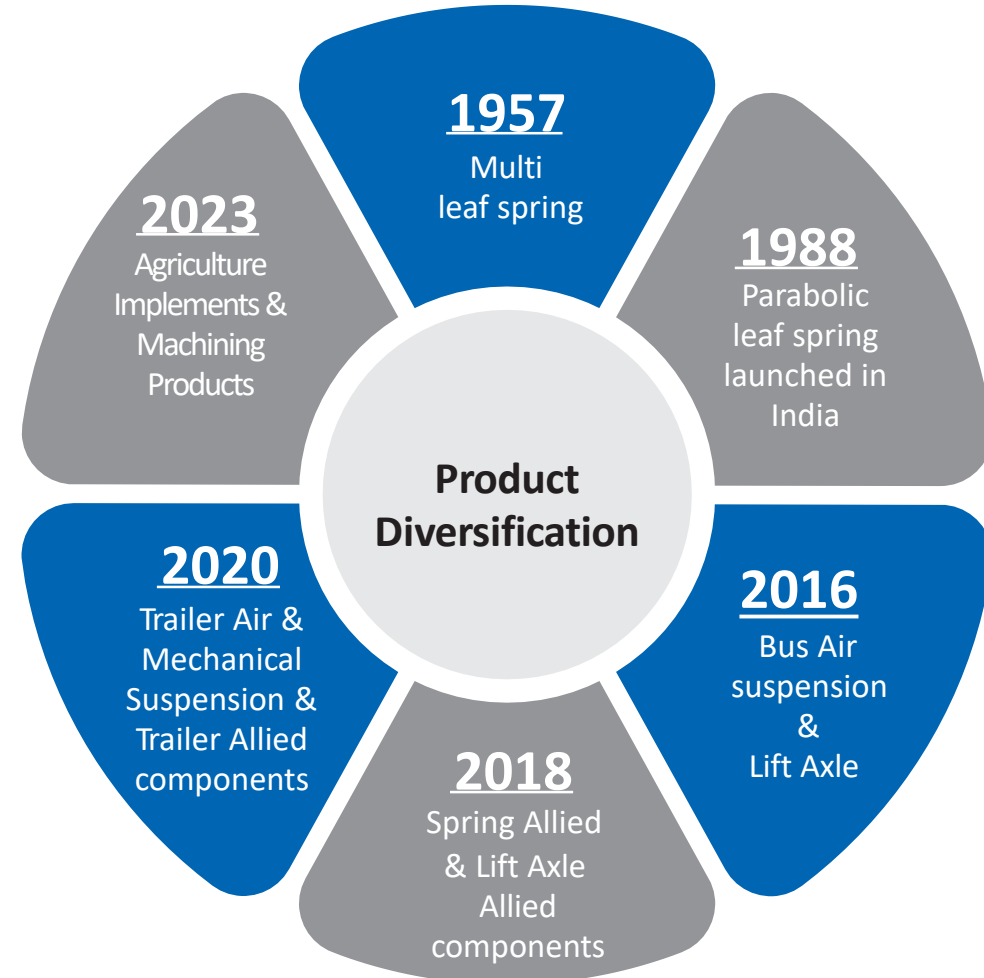 1957
Multi
leaf spring
1988
Parabolic
leaf spring
launched in
India
2016
Bus Air
suspension
&
Lift Axle
2018
Spring Allied
& Lift Axle
Allied
components
2020
Trailer Air &
Mechanical
Suspension &
Trailer Allied
components
2023
Agriculture
Implements &
Machining
Products
Product
Diversification